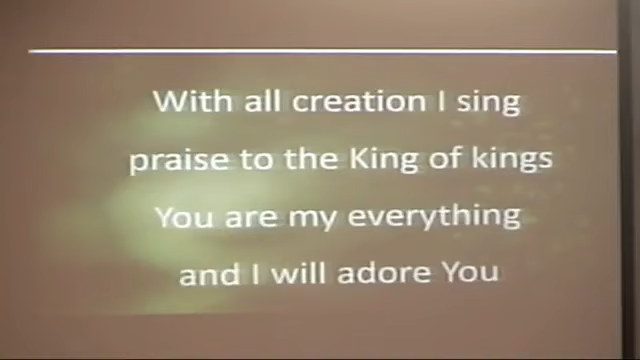 With all creation I sing
praise to the King of kings
You are my everything
and I will adore You